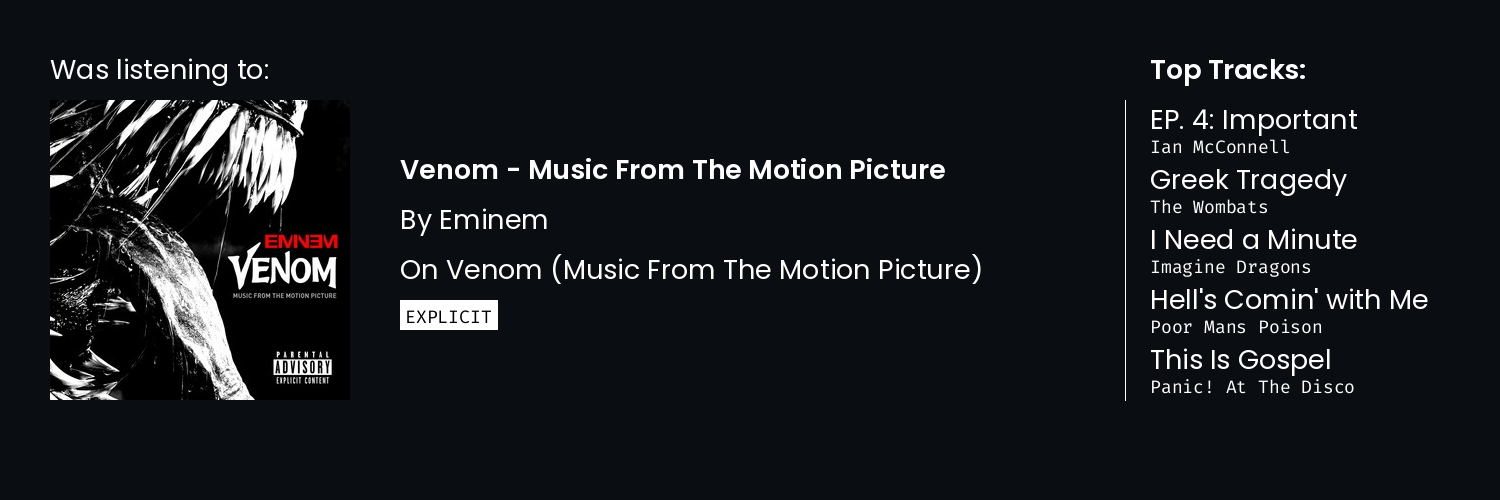 Was listening to:
EMINEM
VENOM
MUSIC FROM THE MOTION PICTURE
PARENTAL
ADVISORY
EXPLICIT CONTENT
Venom - Music From The Motion Picture
By Eminem
On Venom (Music From The Motion Picture)
EXPLICIT
Top Tracks:
EP. 4: Important
Ian McConnell
Greek Tragedy
The Wombats
I Need a Minute
Imagine Dragons
Hell's Comin' with Me
Poor Mans Poison
This Is Gospel
Panic! At The Disco